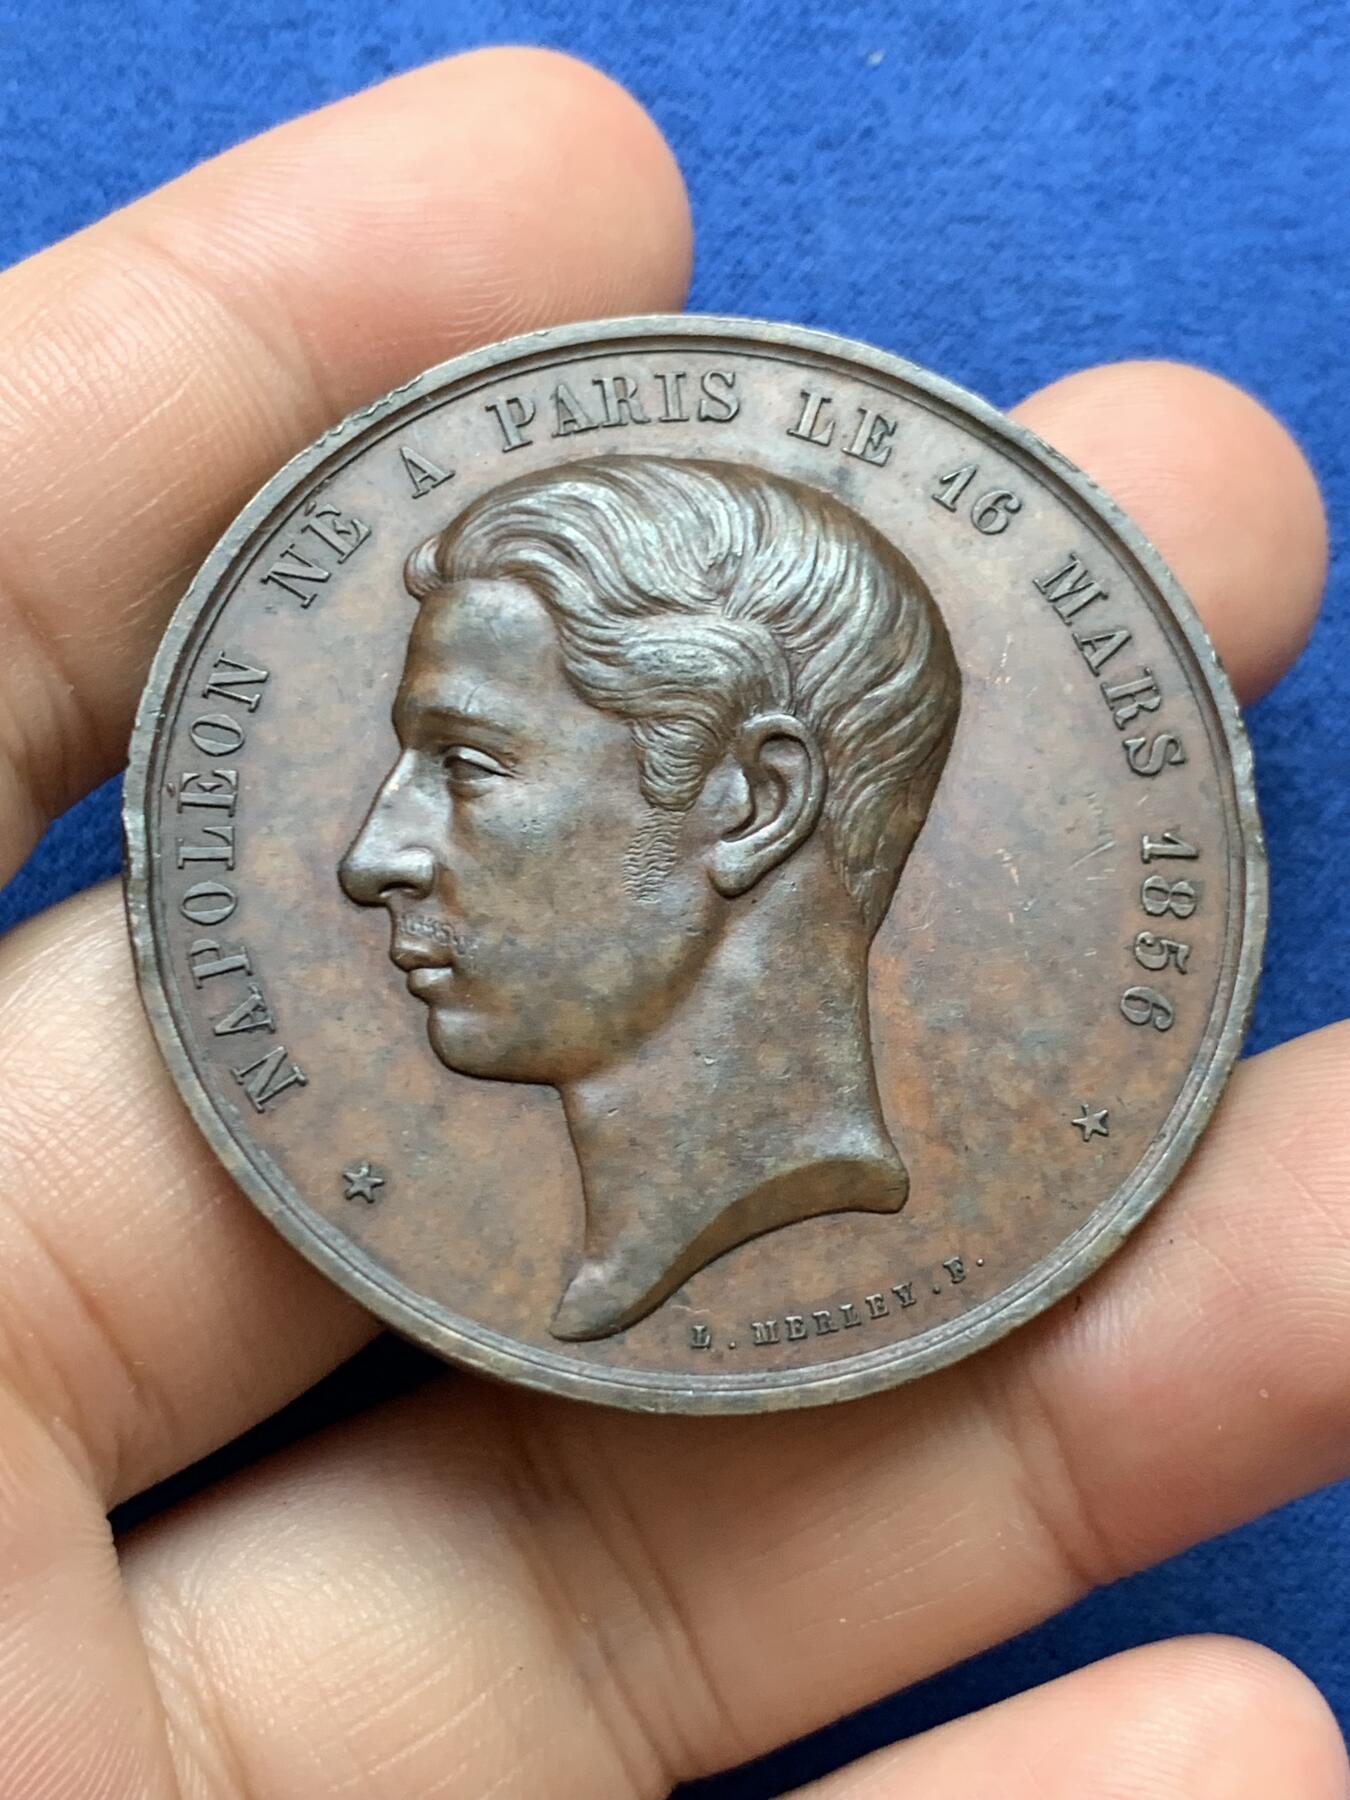 NAPOLÉON NÉ A PARIS LE 16 MARS 1856
L. MERLEY. F.